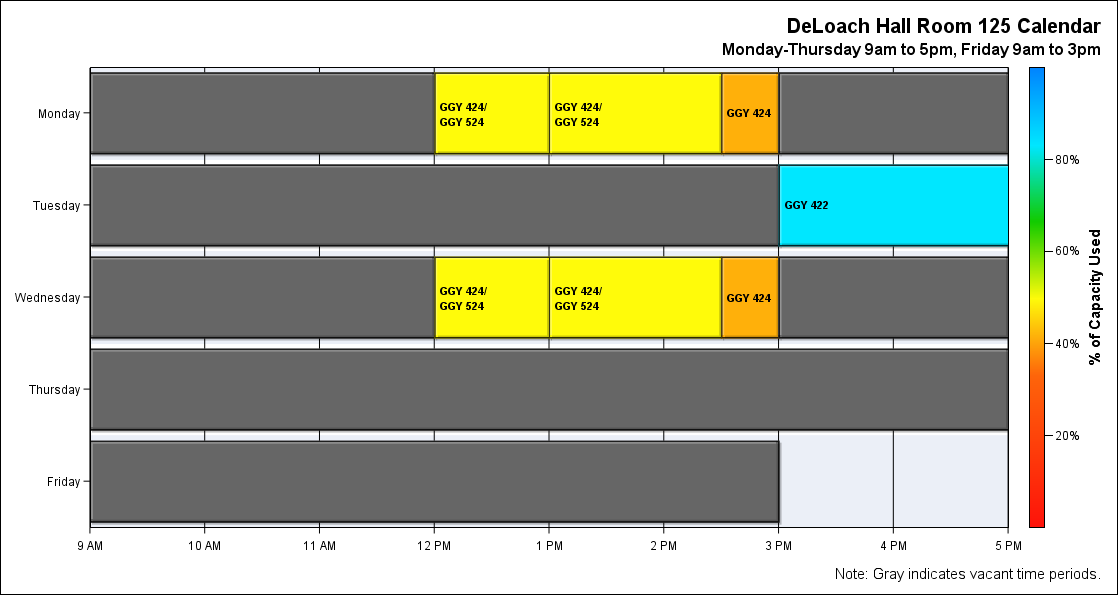 DeLoach Hall Room 125 Calendar
Monday-Thursday 9am to 5pm, Friday 9am to 3pm
Monday
GGY 424/
GGY 524
GGY 424/
GGY 524
GGY 424
Tuesday
GGY 422
Wednesday
GGY 424/
GGY 524
GGY 424/
GGY 524
GGY 424
Thursday
Friday
9 AM 10 AM 11 AM 12 PM 1 PM 2 PM 3 PM 4 PM 5 PM
80%
60%
40%
20%
% of Capacity Used
Note: Gray indicates vacant time periods.